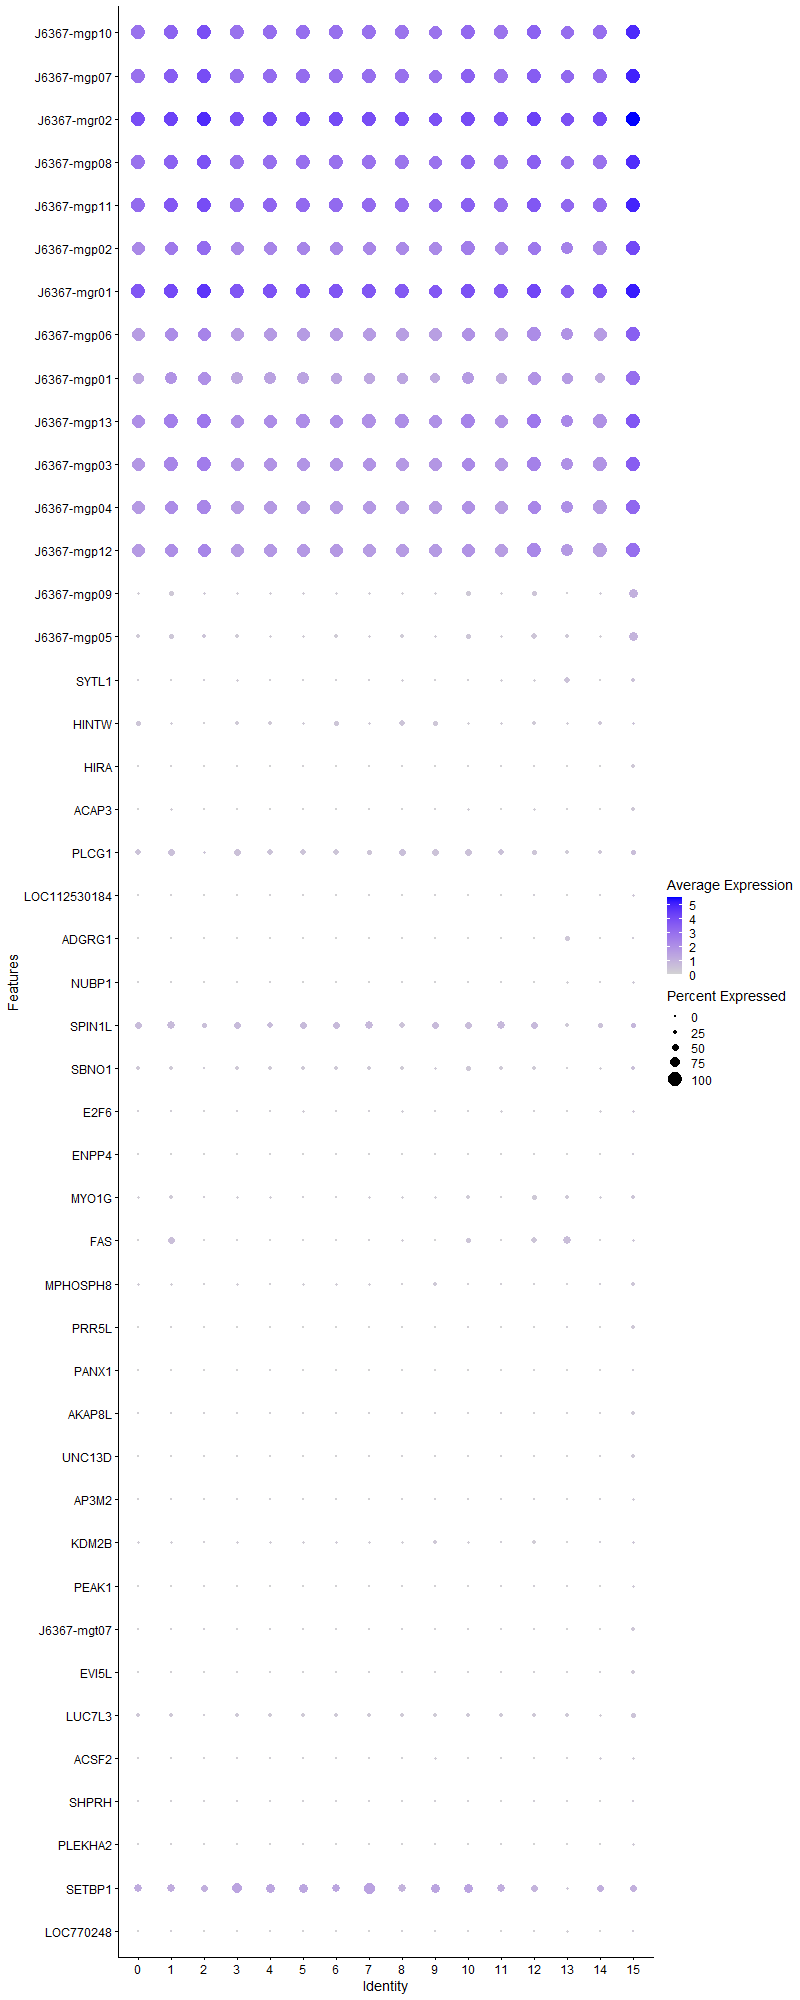 J6367-mgp10
J6367-mgp07
J6367-mgr02
J6367-mgp08
J6367-mgp11
J6367-mgp02
J6367-mgr01
J6367-mgp06
J6367-mgp01
J6367-mgp13
J6367-mgp03
J6367-mgp04
J6367-mgp12
J6367-mgp09
J6367-mgp05
SYTL1
HINTW
HIRA
ACAP3
PLCG1
LOC112530184
ADGRG1
NUBP1
SPIN1L
SBNO1
E2F6
ENPP4
MYO1G
FAS
MPHOSPH8
PRR5L
PANX1
AKAP8L
UNC13D
AP3M2
KDM2B
PEAK1
J6367-mgt07
EVI5L
LUC7L3
ACSF2
SHPRH
PLEKHA2
SETBP1
LOC770248
Features
0 1 2 3 4 5 6 7 8 9 10 11 12 13 14 15
Identity
Average Expression
5
4
3
2
1
0
Percent Expressed
0
25
50
75
100